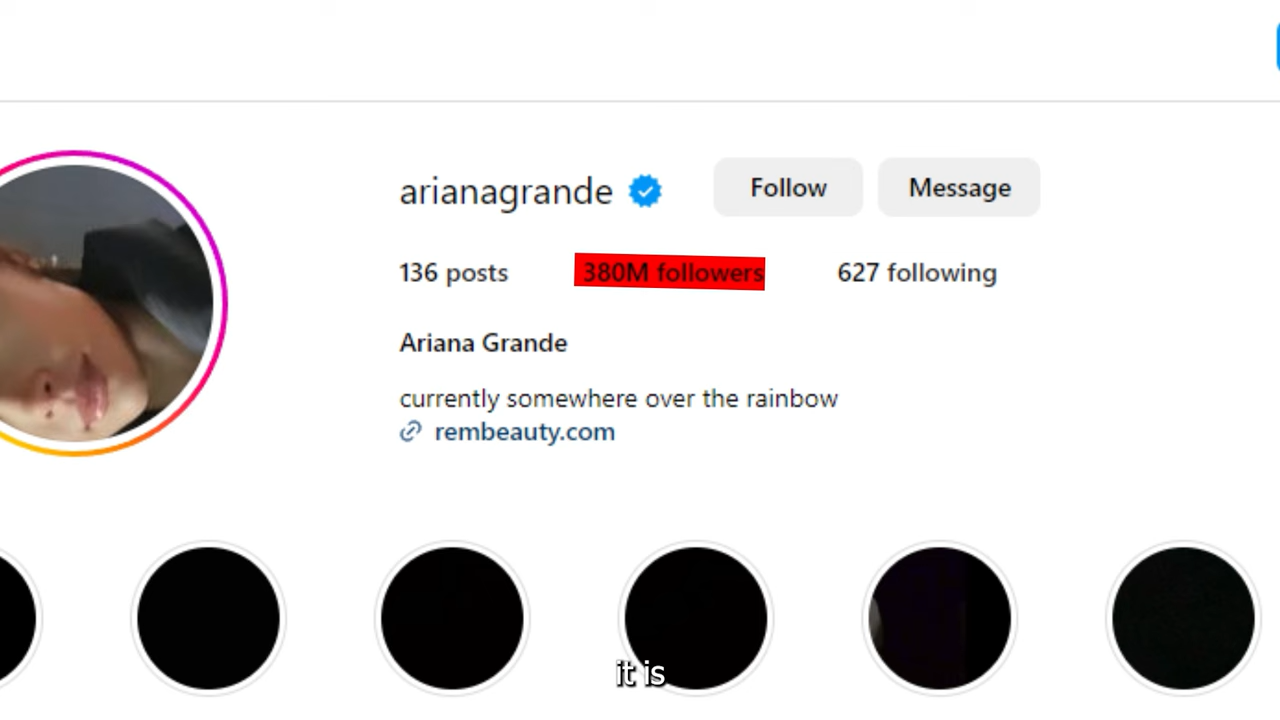 arianagrande Follow Message
136 posts 380M followers 627 following
Ariana Grande
currently somewhere over the rainbow
rembeauty.com
it is